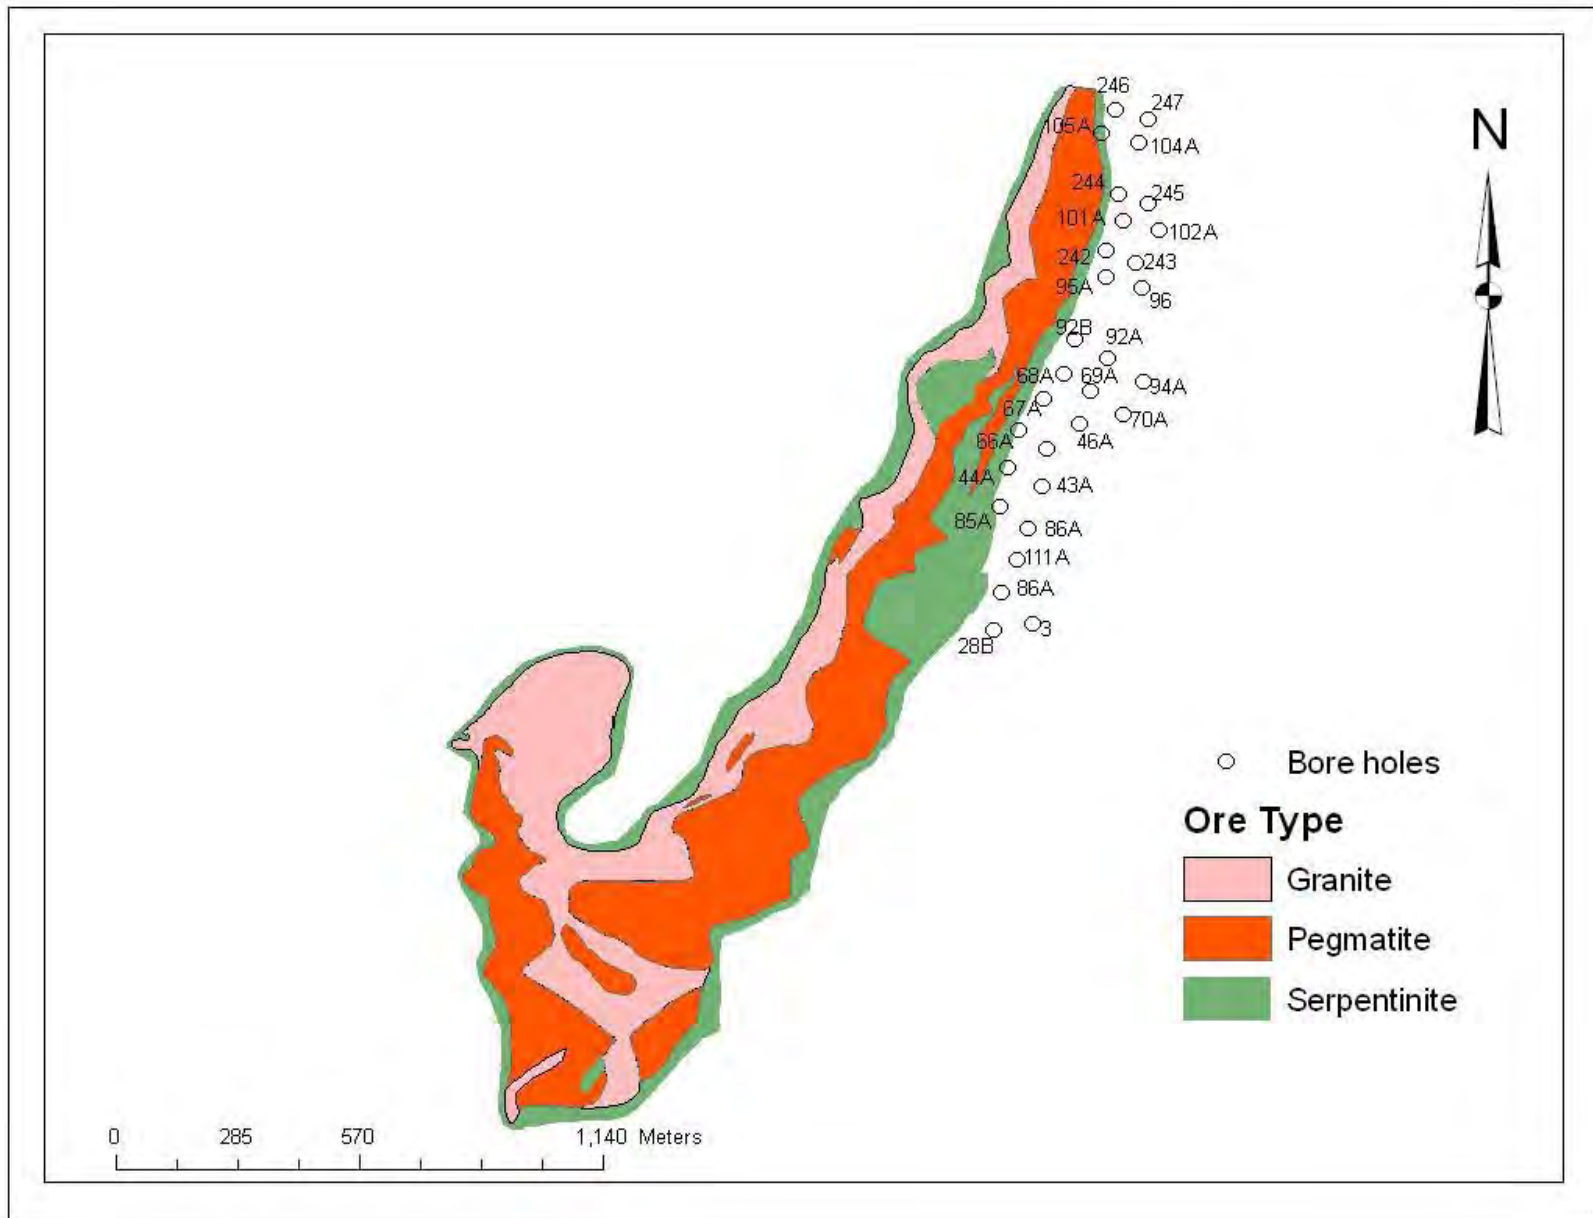 246
247
105A
104A
N
244
245
101A
102A
242
243
95A
96
92B
92A
68A
69A
94A
67A
70A
66A
46A
44A
43A
85A
86A
111A
86A
28B
3
Bore holes
Ore Type
Granite
Pegmatite
Serpentinite
0 285 570 1,140 Meters